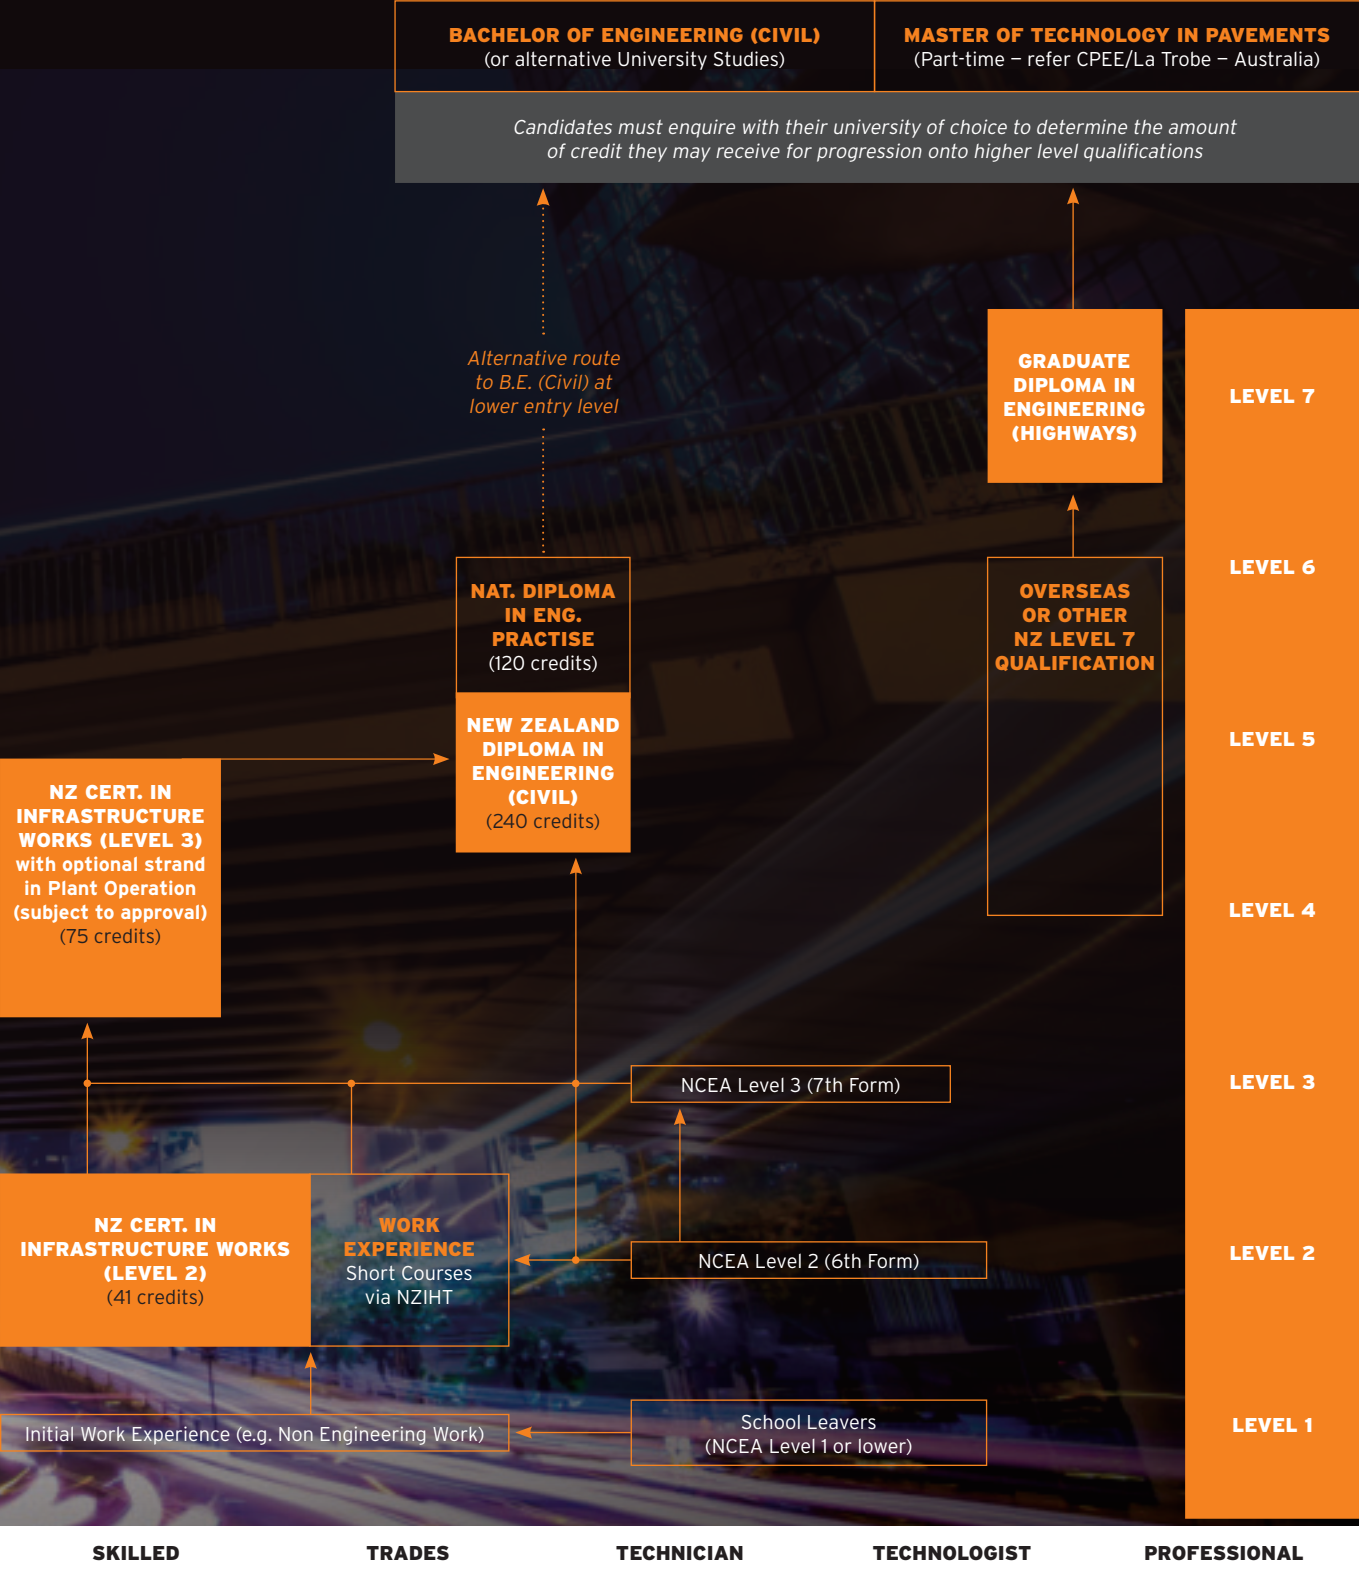 BACHELOR OF ENGINEERING (CIVIL)
(or alternative University Studies)
MASTER OF TECHNOLOGY IN PAVEMENTS
(Part-time – refer CPEE/La Trobe – Australia)
Candidates must enquire with their university of choice to determine the amount
of credit they may receive for progression onto higher level qualifications
Alternative route
to B.E. (Civil) at
lower entry level
GRADUATE
DIPLOMA IN
ENGINEERING
(HIGHWAYS)
LEVEL 7
NAT. DIPLOMA
IN ENG.
PRACTISE
(120 credits)
OVERSEAS
OR OTHER
NZ LEVEL 7
QUALIFICATION
LEVEL 6
NEW ZEALAND
DIPLOMA IN
ENGINEERING
(CIVIL)
(240 credits)
LEVEL 5
NZ CERT. IN
INFRASTRUCTURE
WORKS (LEVEL 3)
with optional strand
in Plant Operation
(subject to approval)
(75 credits)
LEVEL 4
NCEA Level 3 (7th Form)
LEVEL 3
NZ CERT. IN
INFRASTRUCTURE WORKS
(LEVEL 2)
(41 credits)
WORK
EXPERIENCE
Short Courses
via NZIHT
NCEA Level 2 (6th Form)
LEVEL 2
Initial Work Experience (e.g. Non Engineering Work)
School Leavers
(NCEA Level 1 or lower)
LEVEL 1
SKILLED
TRADES
TECHNICIAN
TECHNOLOGIST
PROFESSIONAL